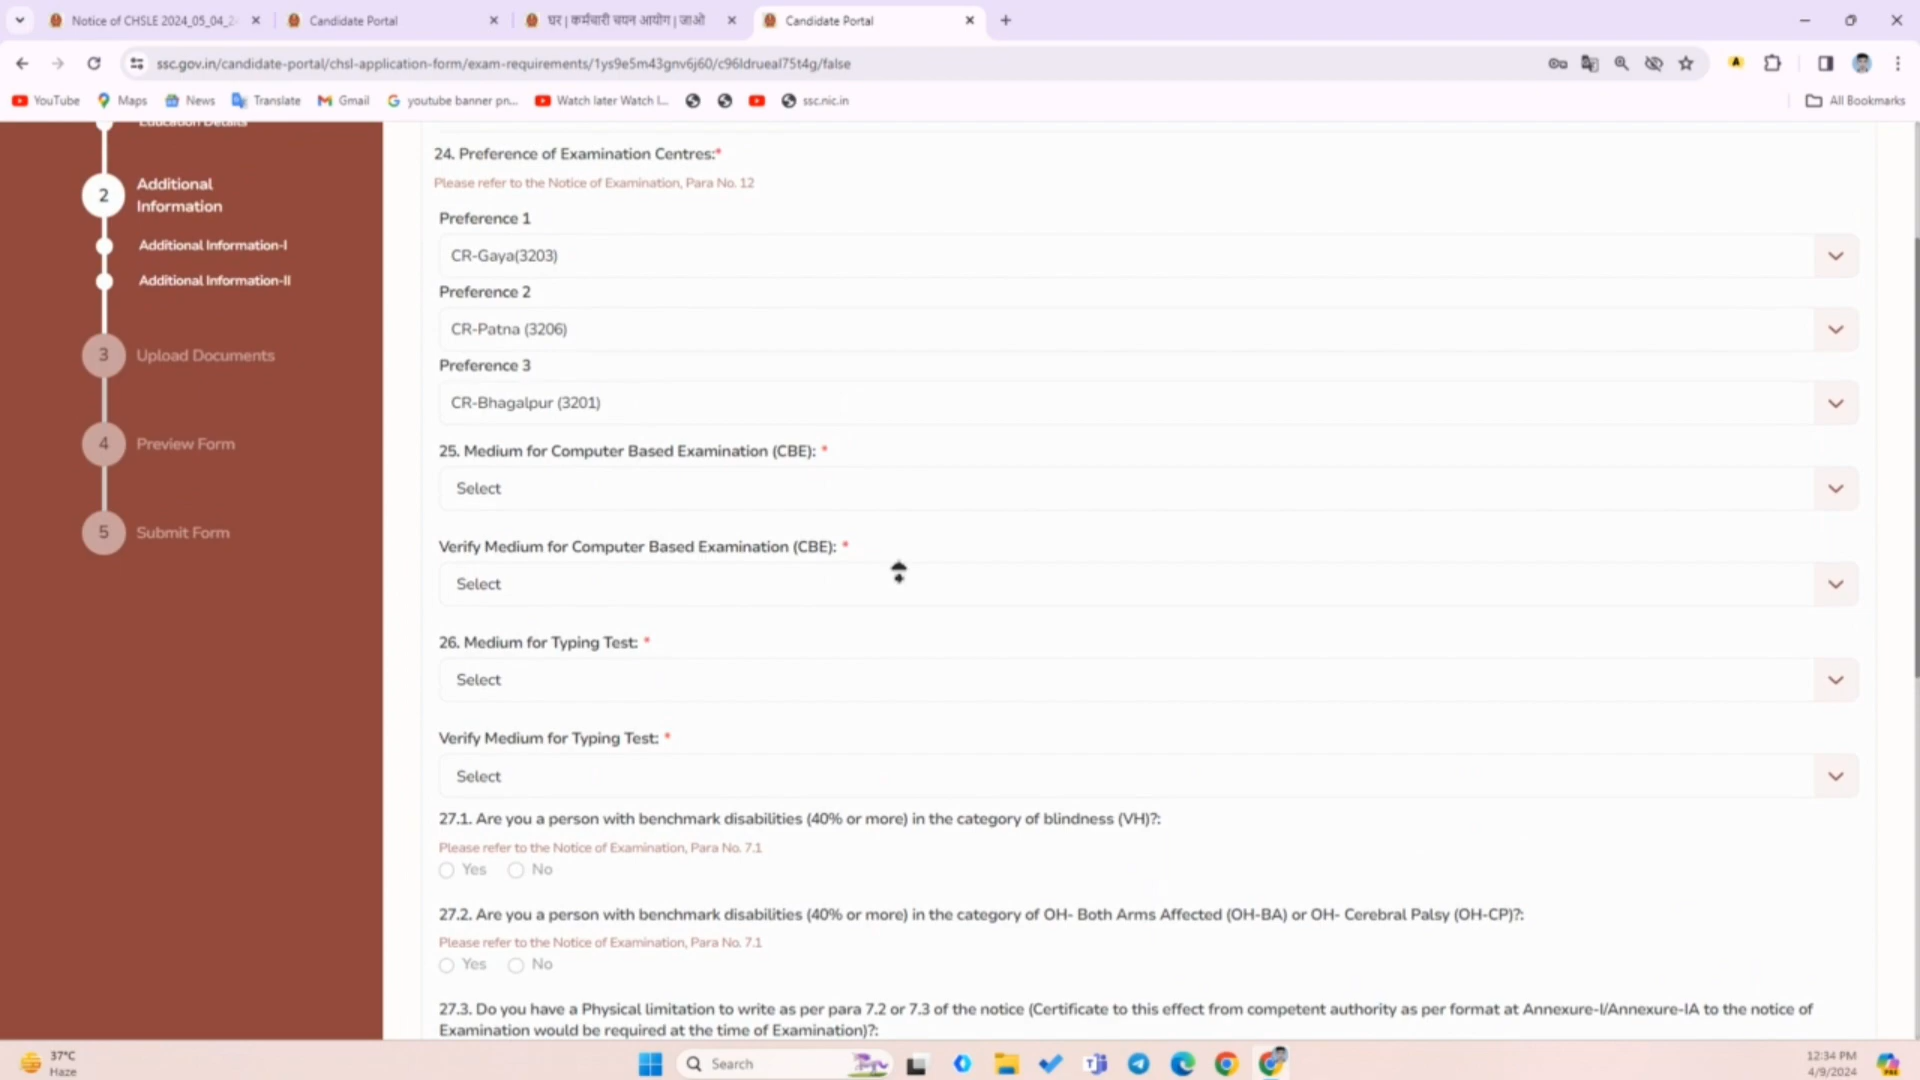 Notice of CHSLE 2024_05_04_2
Candidate Portal
घर | कर्मचारी चयन आयोग | जाओ
Candidate Portal
ssc.gov.in/candidate-portal/chsl-application-form/exam-requirements/1ys9e5m43gnv6j60/c96ldrueal75t4g/false
YouTube
Maps
News
Translate
Gmail
youtube banner pn...
Watch later Watch l...
ssc.nic.in
All Bookmarks
Education Details
2
Additional
Information
Additional Information-I
Additional Information-II
3
Upload Documents
4
Preview Form
5
Submit Form
24. Preference of Examination Centres:*
Please refer to the Notice of Examination, Para No. 12
Preference 1
CR-Gaya(3203)
Preference 2
CR-Patna (3206)
Preference 3
CR-Bhagalpur (3201)
25. Medium for Computer Based Examination (CBE): *
Select
Verify Medium for Computer Based Examination (CBE): *
Select
26. Medium for Typing Test: *
Select
Verify Medium for Typing Test: *
Select
27.1. Are you a person with benchmark disabilities (40% or more) in the category of blindness (VH)?:
Please refer to the Notice of Examination, Para No. 7.1
Yes No
27.2. Are you a person with benchmark disabilities (40% or more) in the category of OH- Both Arms Affected (OH-BA) or OH- Cerebral Palsy (OH-CP)?:
Please refer to the Notice of Examination, Para No. 7.1
Yes No
27.3. Do you have a Physical limitation to write as per para 7.2 or 7.3 of the notice (Certificate to this effect from competent authority as per format at Annexure-I/Annexure-IA to the notice of
Examination would be required at the time of Examination)?:
37°C
Haze
Search
12:34 PM
4/9/2024